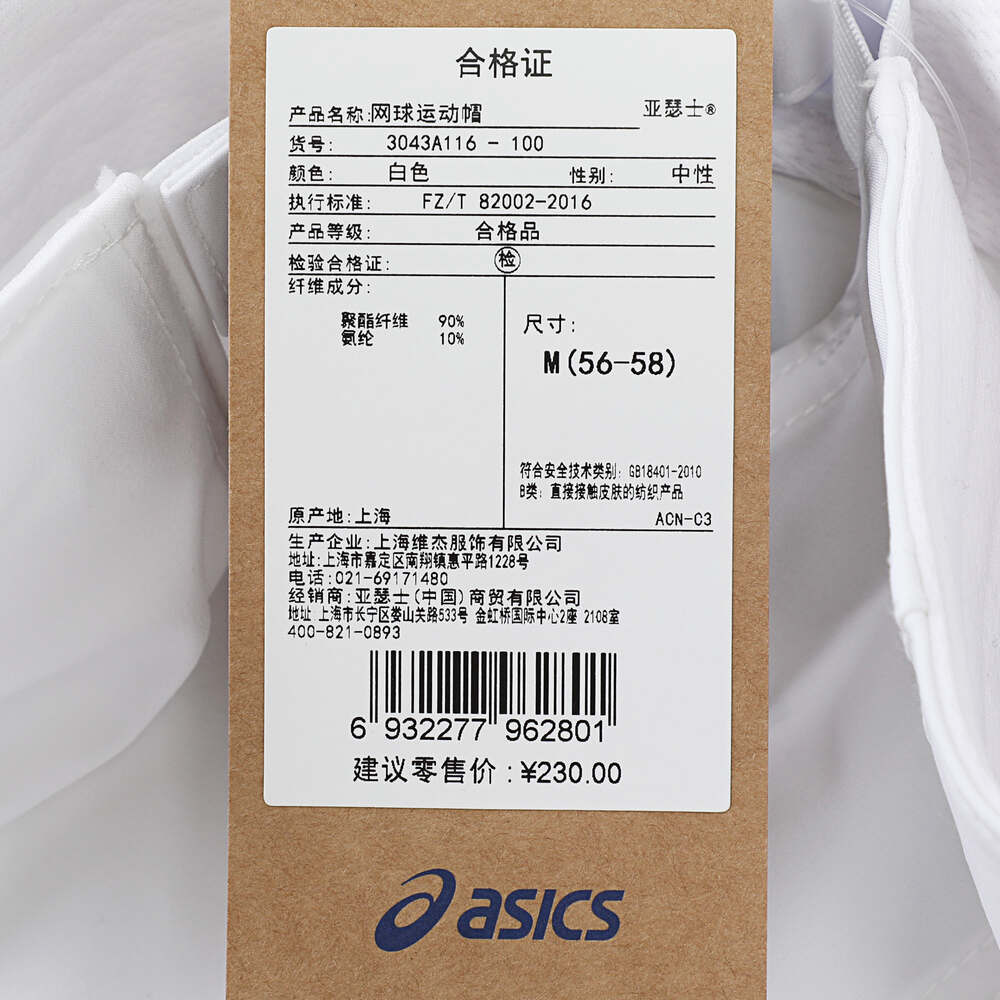 合格证
产品名称:网球运动帽 亚瑟士®
货号: 3043A116 - 100
颜色: 白色 性别: 中性
执行标准: FZ/T 82002-2016
产品等级: 合格品
检验合格证: 检
纤维成分:
聚酯纤维 90%
氨纶 10%
尺寸:
M(56-58)
符合安全技术类别: GB18401-2010
B类: 直接接触皮肤的纺织产品
原产地:上海
ACN-C3
生产企业:上海维杰服饰有限公司
地址:上海市嘉定区南翔镇惠平路1228号
电话:021-69171480
经销商:亚瑟士(中国)商贸有限公司
地址 上海市长宁区娄山关路533号 金虹桥国际中心2座 2108室
400-821-0893
6 932277 962801
建议零售价:¥230.00
asics